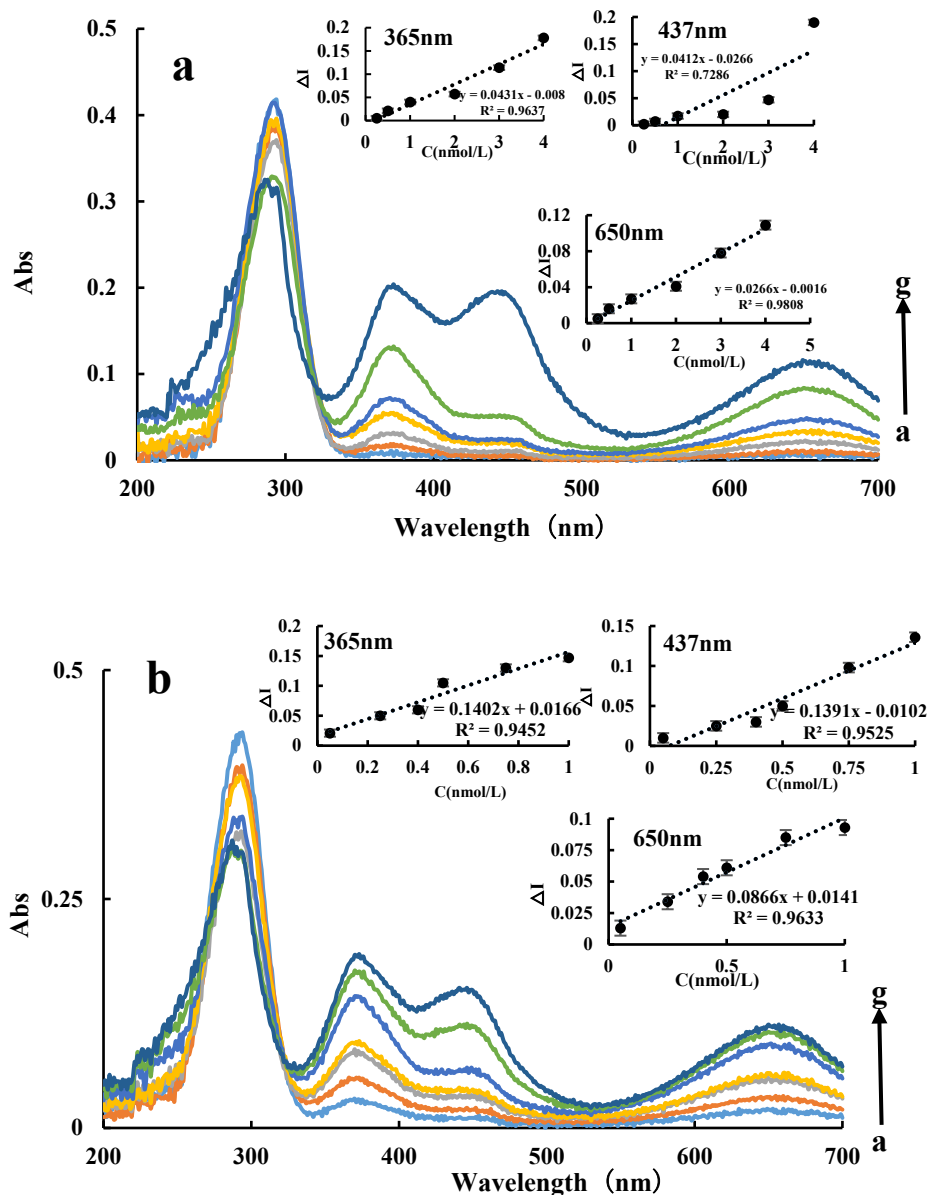 a
365nm
0.2
0.15
0.1
0.05
0
△I
y = 0.0431x - 0.008
R² = 0.9637
0 1 2 3 4
C(nmol/L)
437nm
0.2
0.15
0.1
0.05
0
△I
y = 0.0412x - 0.0266
R² = 0.7286
0 1 2 3 4
C(nmol/L)
650nm
0.12
0.08
0.04
0
△I
y = 0.0266x - 0.0016
R² = 0.9808
0 1 2 3 4 5
C(nmol/L)
0.5
0.4
0.3
0.2
0.1
0
Abs
g
a
200 300 400 500 600 700
Wavelength（nm）
b
365nm
0.2
0.15
0.1
0.05
0
△I
y = 0.1402x + 0.0166
R² = 0.9452
0 0.2 0.4 0.6 0.8 1
C(nmol/L)
437nm
0.15
0.1
0.05
0
△I
y = 0.1391x - 0.0102
R² = 0.9525
0 0.25 0.5 0.75 1
C(nmol/L)
650nm
0.1
0.075
0.05
0.025
0
△I
y = 0.0866x + 0.0141
R² = 0.9633
0 0.5 1
C(nmol/L)
0.5
0.25
0
Abs
g
a
200 300 400 500 600 700
Wavelength（nm）